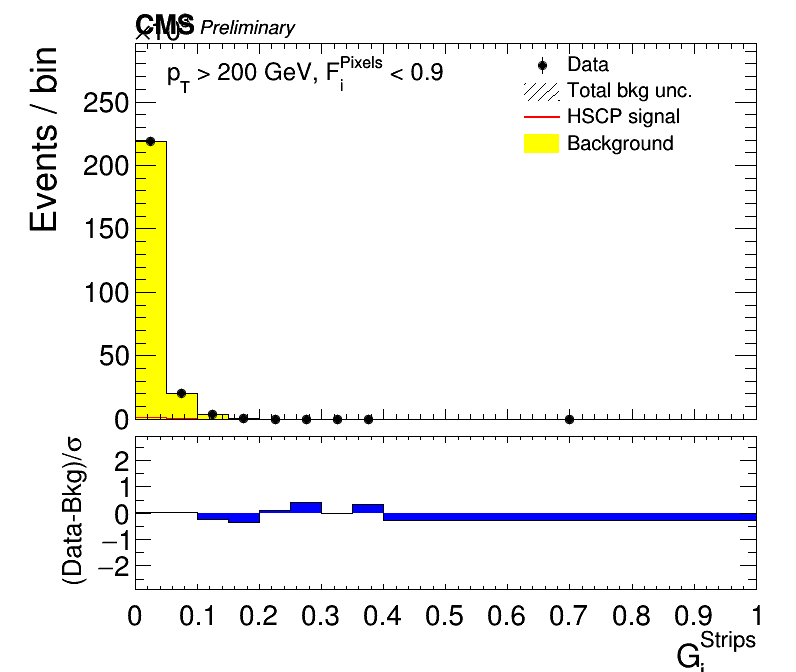 CMS Preliminary
×10³
p_T > 200 GeV, F_i^Pixels < 0.9
Data
Total bkg unc.
HSCP signal
Background
Events / bin
250
200
150
100
50
0
(Data-Bkg)/σ
2
1
0
−1
−2
0 0.1 0.2 0.3 0.4 0.5 0.6 0.7 0.8 0.9 1
G_i^Strips